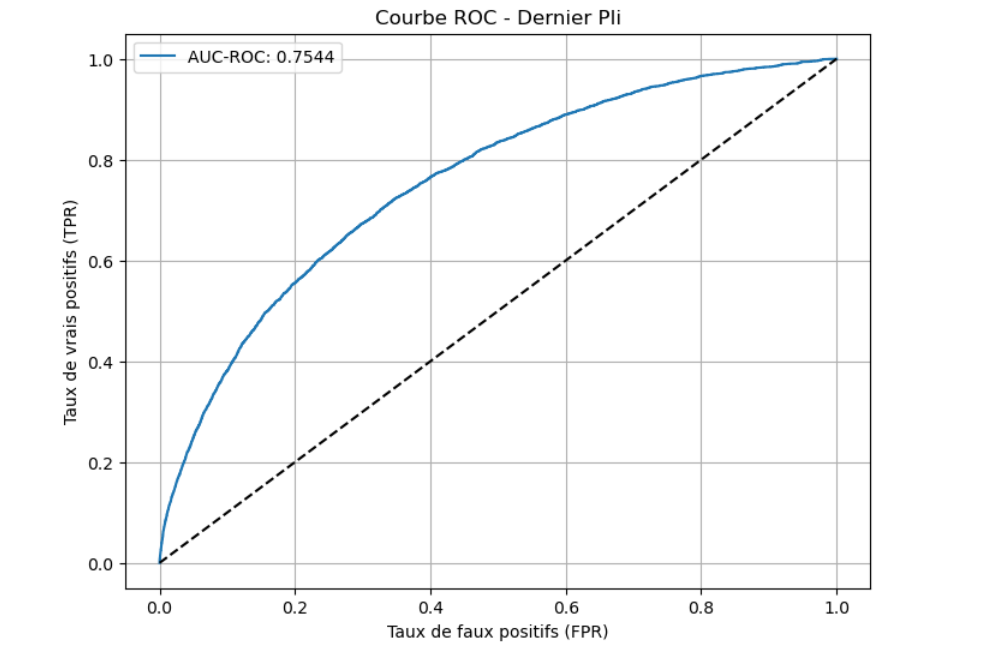 Courbe ROC - Dernier Pli
AUC-ROC: 0.7544
1.0
0.8
0.6
0.4
0.2
0.0
Taux de vrais positifs (TPR)
0.0 0.2 0.4 0.6 0.8 1.0
Taux de faux positifs (FPR)